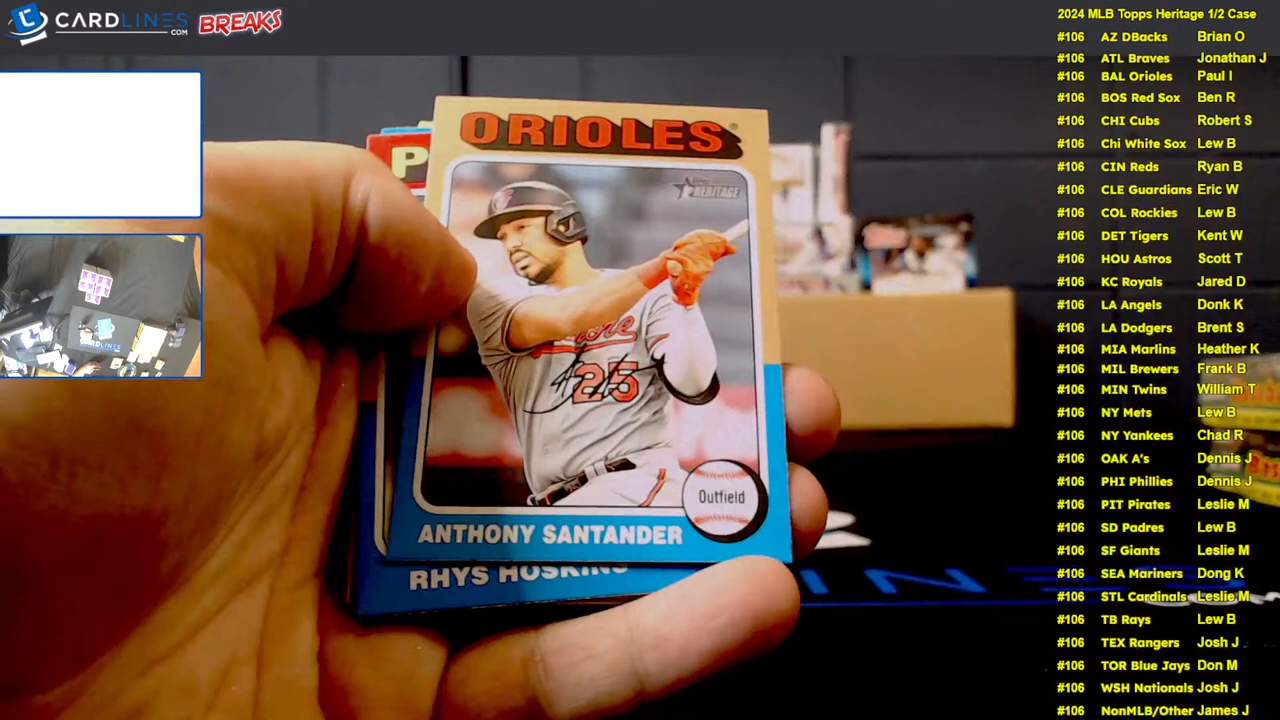 CARDLINES
.COM
BREAKS
ORIOLES
P
Topps
HERITAGE
25
Outfield
ANTHONY SANTANDER
RHYS HOSKINS
2024 MLB Topps Heritage 1/2 Case
#106 AZ DBacks Brian O
#106 ATL Braves Jonathan J
#106 BAL Orioles Paul I
#106 BOS Red Sox Ben R
#106 CHI Cubs Robert S
#106 Chi White Sox Lew B
#106 CIN Reds Ryan B
#106 CLE Guardians Eric W
#106 COL Rockies Lew B
#106 DET Tigers Kent W
#106 HOU Astros Scott T
#106 KC Royals Jared D
#106 LA Angels Donk K
#106 LA Dodgers Brent S
#106 MIA Marlins Heather K
#106 MIL Brewers Frank B
#106 MIN Twins William T
#106 NY Mets Lew B
#106 NY Yankees Chad R
#106 OAK A's Dennis J
#106 PHI Phillies Dennis J
#106 PIT Pirates Leslie M
#106 SD Padres Lew B
#106 SF Giants Leslie M
#106 SEA Mariners Dong K
#106 STL Cardinals Leslie M
#106 TB Rays Lew B
#106 TEX Rangers Josh J
#106 TOR Blue Jays Don M
#106 WSH Nationals Josh J
#106 NonMLB/Other James J